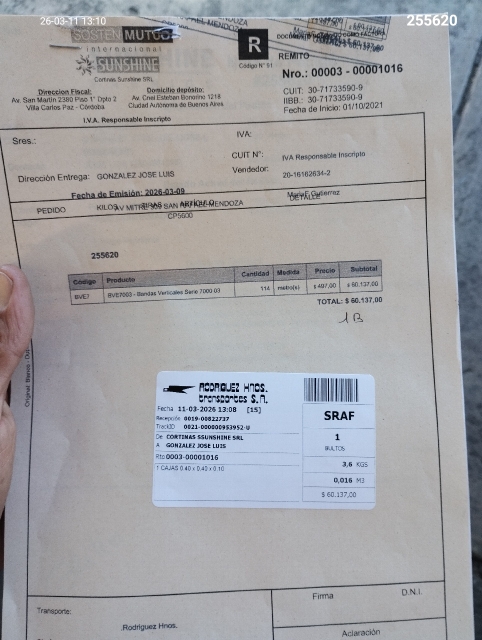 26-03-11 13:10
255620
SOSTEN MUTUO
internacional
SUNSHINE
Cortinas Sunshine SRL
R
Código N° 91
REMITO
Nro.: 00003 - 00001016
CUIT: 30-71733590-9
IIBB.: 30-71733590-9
Fecha de Inicio: 01/10/2021
Direccion Fiscal:
Av. San Martin 2380 Piso 1° Dpto 2
Villa Carlos Paz - Córdoba
Domicilio depósito:
Av. Cnel Esteban Bonorino 1218
Ciudad Autónoma de Buenos Aires
I.V.A. Responsable Inscripto
Sres.:
IVA:
CUIT N°:
IVA Responsable Inscripto
Dirección Entrega: GONZALEZ JOSE LUIS
Vendedor:
20-16162634-2
Fecha de Emisión: 2026-03-09
DETALLE
PEDIDO
KILOS
CP5600
255620
Código Producto Cantidad Medida Precio Subtotal
BVE7 BVE7003 - Bandas Verticales Serie 7000.03 114 metro(s) $ 60.137,00
TOTAL: $ 60.137,00
1 B
Original: Blanco
RODRIGUEZ HNOS.
transportes S.A.
Fecha 11-03-2026 13:08 [15]
Recepción 0019-00822737
TrackID 0021-000000953952-U
De CORTINAS SSUNSHINE SRL
A GONZALEZ JOSE LUIS
Rto 0003-00001016
1 CAJAS 0.40 x 0.40 x 0.10
SRAF
1
BULTOS
3,6 KGS
0,016 M3
$ 60.137,00
Transporte:
.Rodriguez Hnos.
Firma
D.N.I.
Aclaración